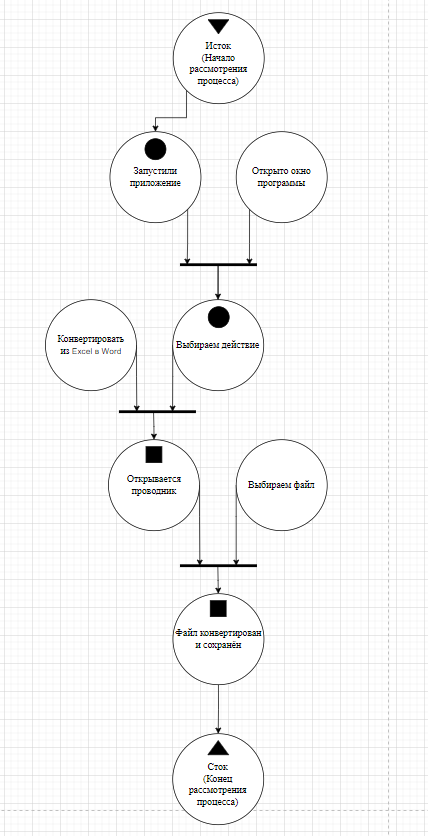 Исток
(Начало
рассмотрения
процесса)
Запустили
приложение
Открыто окно
программы
Конвертировать
из Excel в Word
Выбираем действие
Открывается
проводник
Выбираем файл
Файл конвертирован
и сохранён
Сток
(Конец
рассмотрения
процесса)